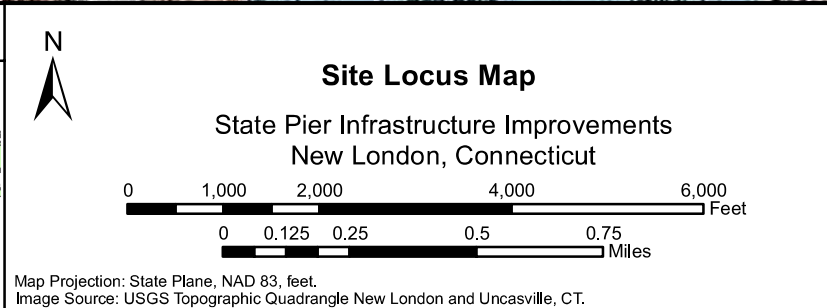 N
Site Locus Map
State Pier Infrastructure Improvements
New London, Connecticut
0 1,000 2,000 4,000 6,000
Feet
0 0.125 0.25 0.5 0.75
Miles
Map Projection: State Plane, NAD 83, feet.
Image Source: USGS Topographic Quadrangle New London and Uncasville, CT.